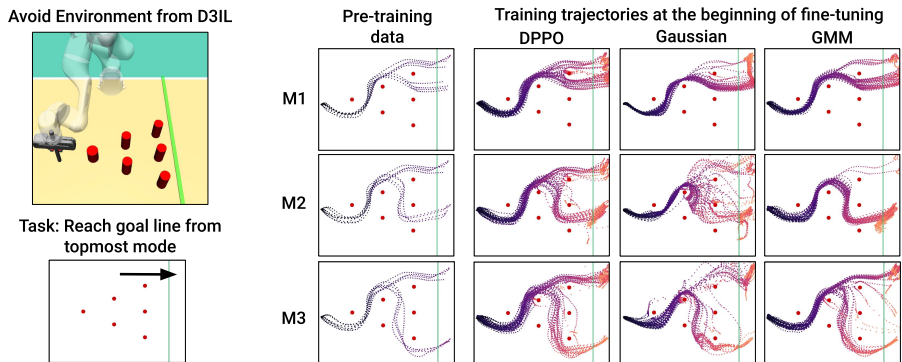 Avoid Environment from D3IL
Task: Reach goal line from
topmost mode
Pre-training
data
Training trajectories at the beginning of fine-tuning
DPPO
Gaussian
GMM
M1
M2
M3